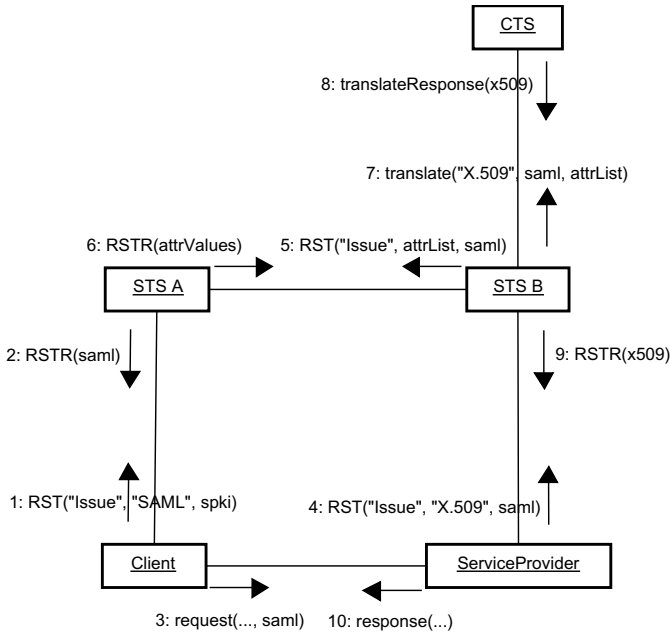 CTS
8: translateResponse(x509)
7: translate("X.509", saml, attrList)
6: RSTR(attrValues)
5: RST("Issue", attrList, saml)
STS A
STS B
2: RSTR(saml)
9: RSTR(x509)
1: RST("Issue", "SAML", spki)
4: RST("Issue", "X.509", saml)
Client
ServiceProvider
3: request(..., saml)
10: response(...)